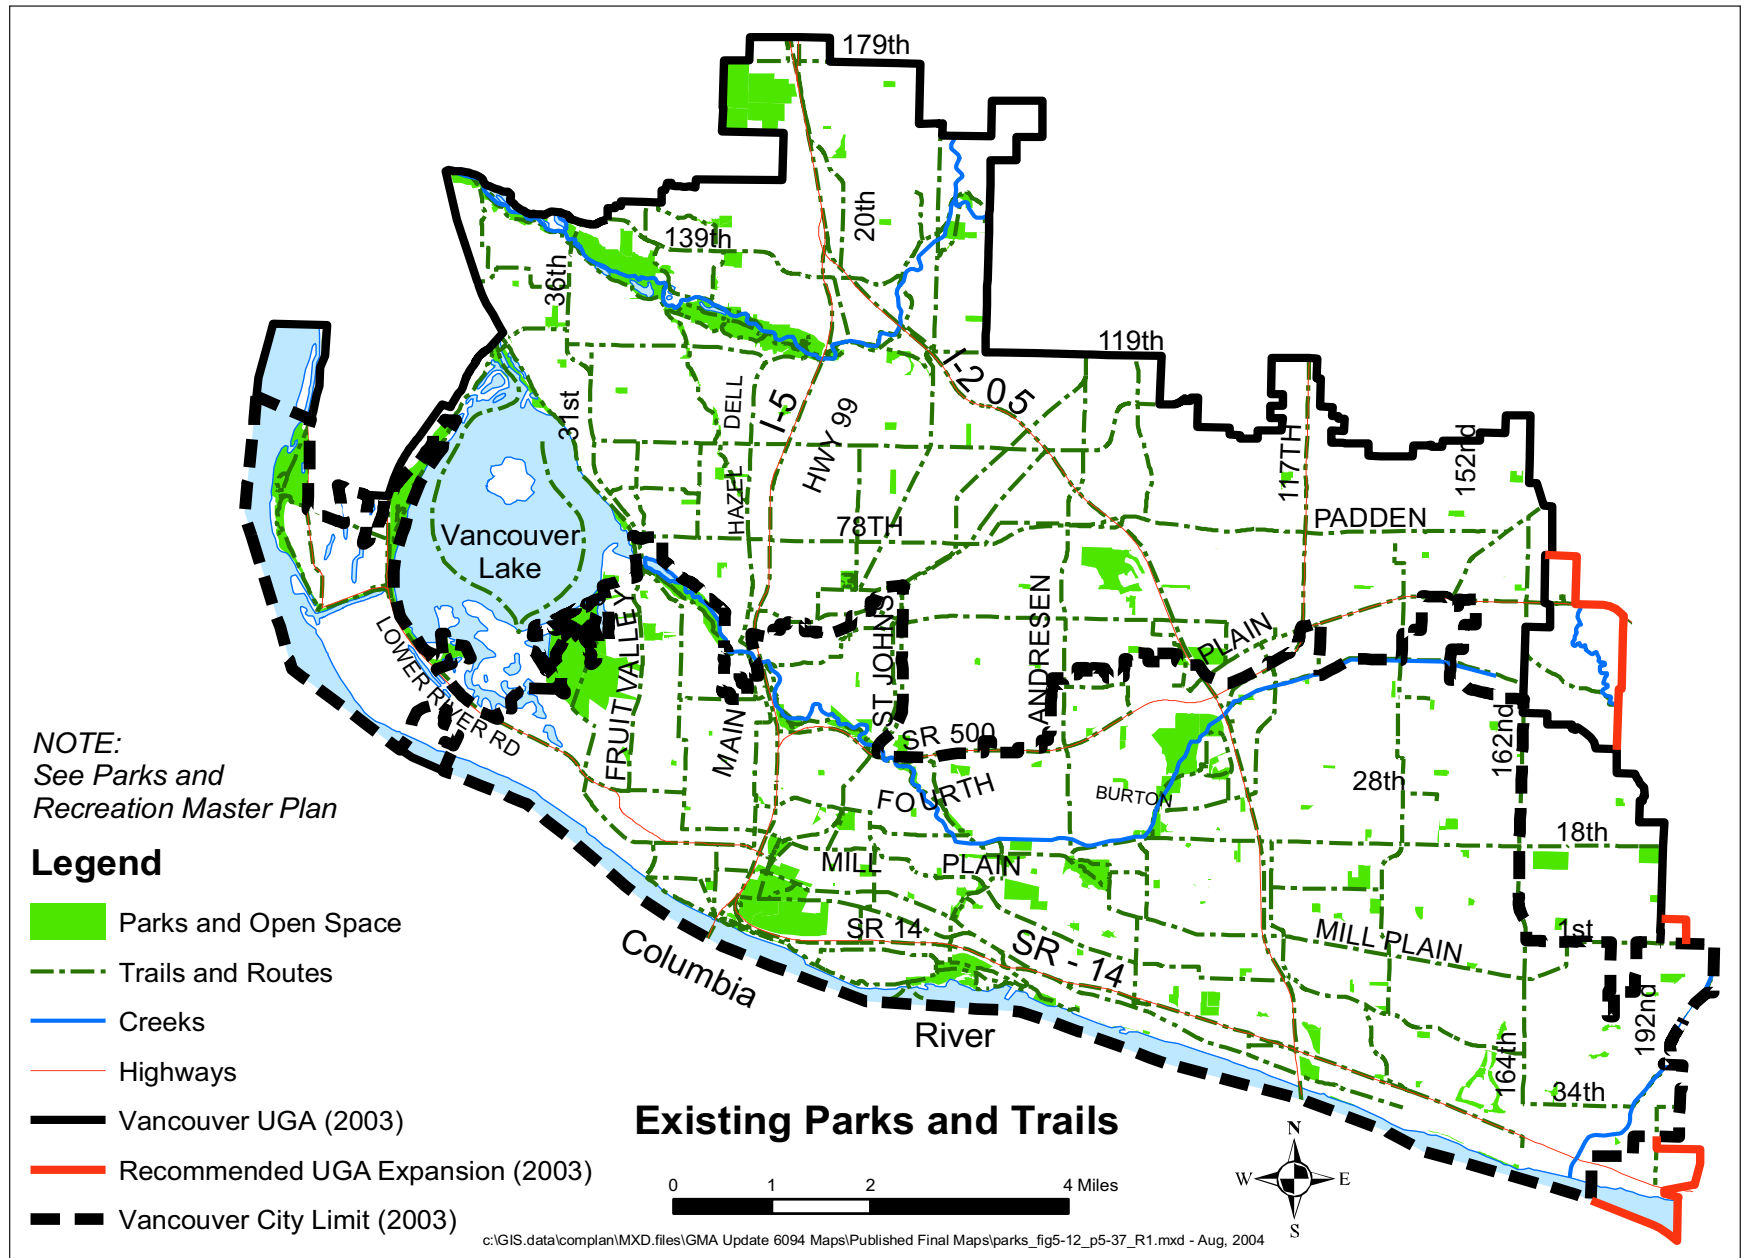 179th
20th
139th
36th
119th
I-205
I-5
HWY 99
HAZEL DELL
31st
117TH
152nd
PADDEN
78TH
Vancouver
Lake
ST JOHNS
ANDRESEN
PLAIN
FRUIT VALLEY
LOWER RIVER RD
MAIN
SR 500
162nd
FOURTH
BURTON
28th
18th
MILL PLAIN
SR 14
SR - 14
MILL PLAIN
1st
192nd
164th
34th
Columbia
River
NOTE:
See Parks and
Recreation Master Plan
Legend
Parks and Open Space
Trails and Routes
Creeks
Highways
Vancouver UGA (2003)
Recommended UGA Expansion (2003)
Vancouver City Limit (2003)
Existing Parks and Trails
0 1 2 4 Miles
N
W E
S
c:\GIS.data\complan\MXD.files\GMA Update 6094 Maps\Published Final Maps\parks_fig5-12_p5-37_R1.mxd - Aug, 2004